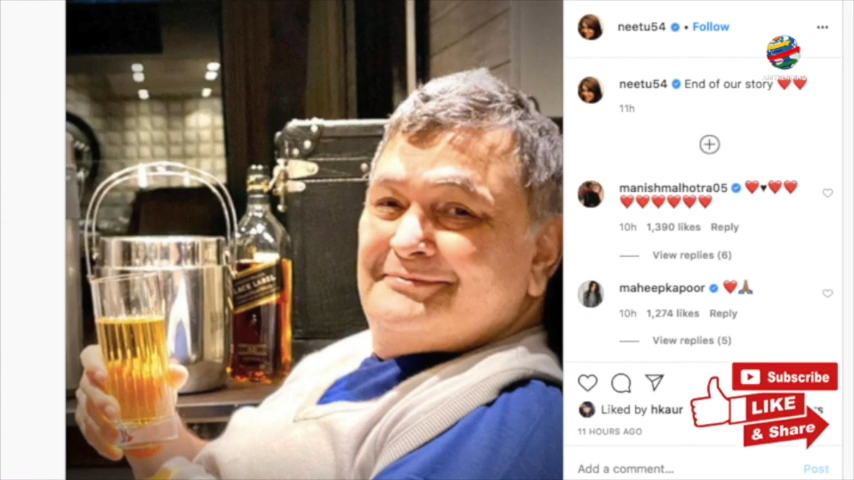 neetu54 • Follow
neetu54 End of our story ❤️❤️
11h
manishmalhotra05 ❤️♥❤️❤️
❤️❤️❤️❤️❤️❤️
10h 1,390 likes Reply
View replies (6)
maheepkapoor ❤️🙏🏽
10h 1,274 likes Reply
View replies (5)
BLACK LABEL
Liked by hkaur
rs
11 HOURS AGO
Add a comment...
Post
Subscribe
LIKE
& Share